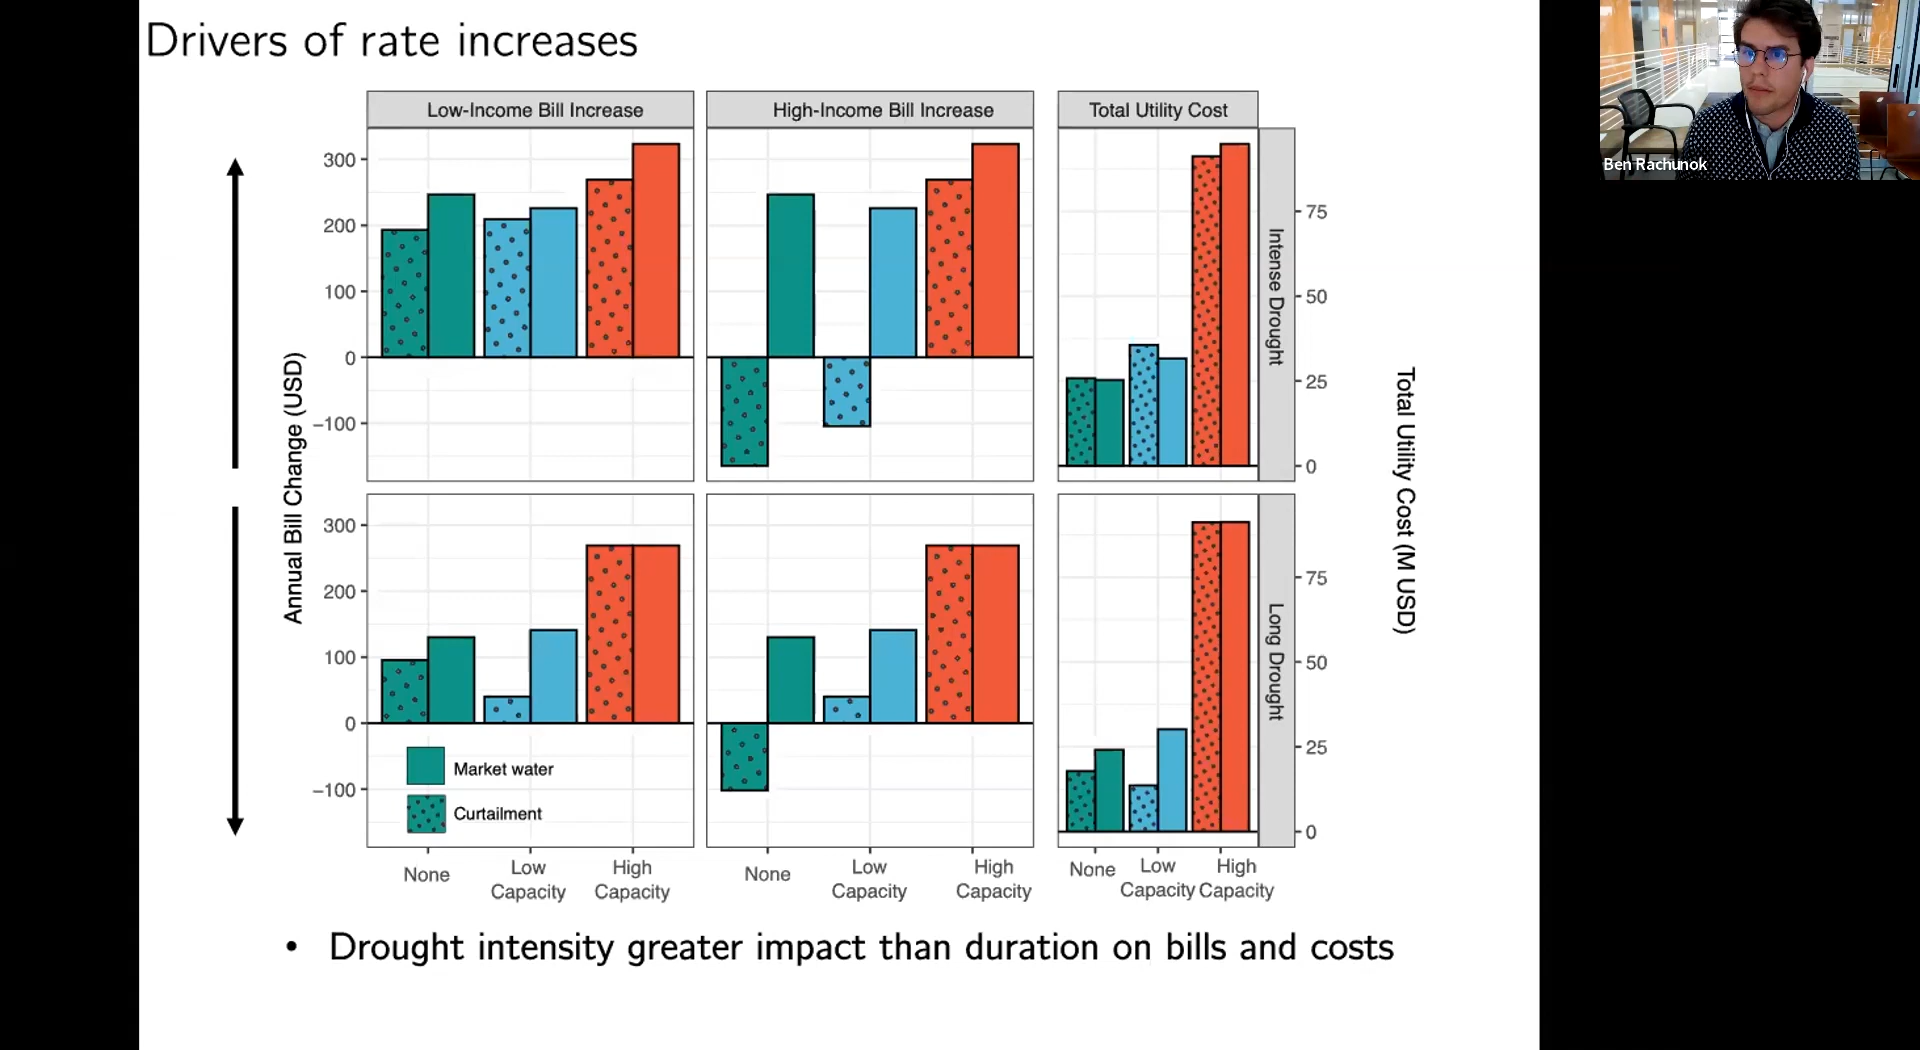 Drivers of rate increases
Ben Rachunok
Low-Income Bill Increase
High-Income Bill Increase
Total Utility Cost
Annual Bill Change (USD)
300
200
100
0
−100
75
50
25
0
Intense Drought
Total Utility Cost (M USD)
300
200
100
0
−100
75
50
25
0
Long Drought
Market water
Curtailment
None
Low
Capacity
High
Capacity
None
Low
Capacity
High
Capacity
None
Low
Capacity
High
Capacity
• Drought intensity greater impact than duration on bills and costs